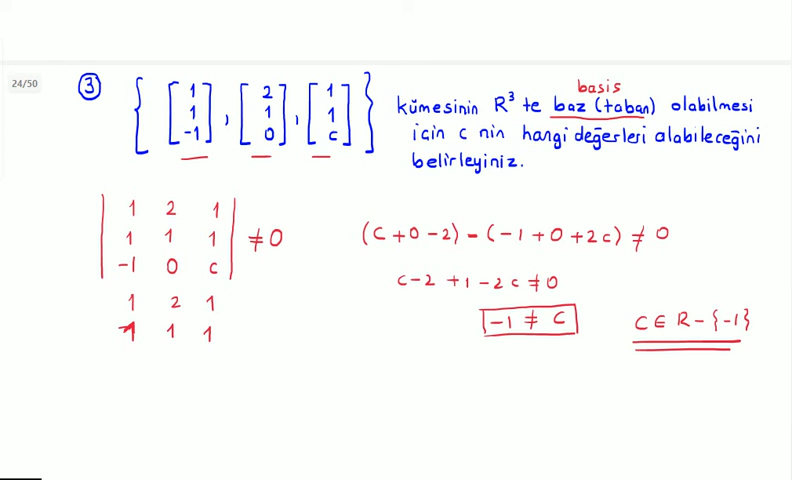 24/50
3
{ [1 1 -1], [2 1 0], [1 1 c] } kümesinin R³ te baz (taban) olabilmesi
basis
için c nin hangi değerleri alabileceğini
belirleyiniz.
1 2 1
1 1 1 ≠ 0
-1 0 c
1 2 1
1 1 1
(c+0-2) - (-1+0+2c) ≠ 0
c-2+1-2c≠0
-1 ≠ c
C ∈ R - {-1}